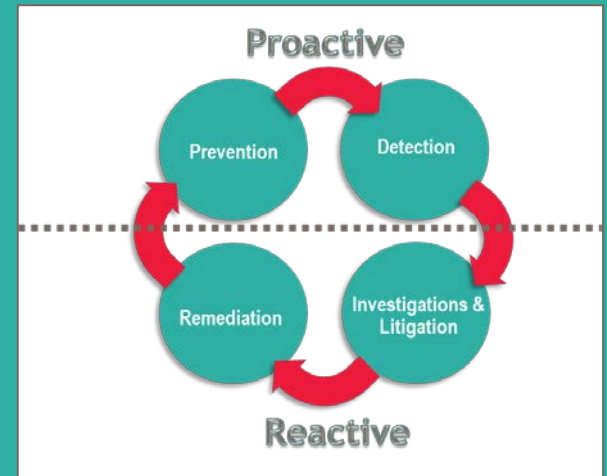 Proactive
Prevention
Detection
Remediation
Investigations &
Litigation
Reactive